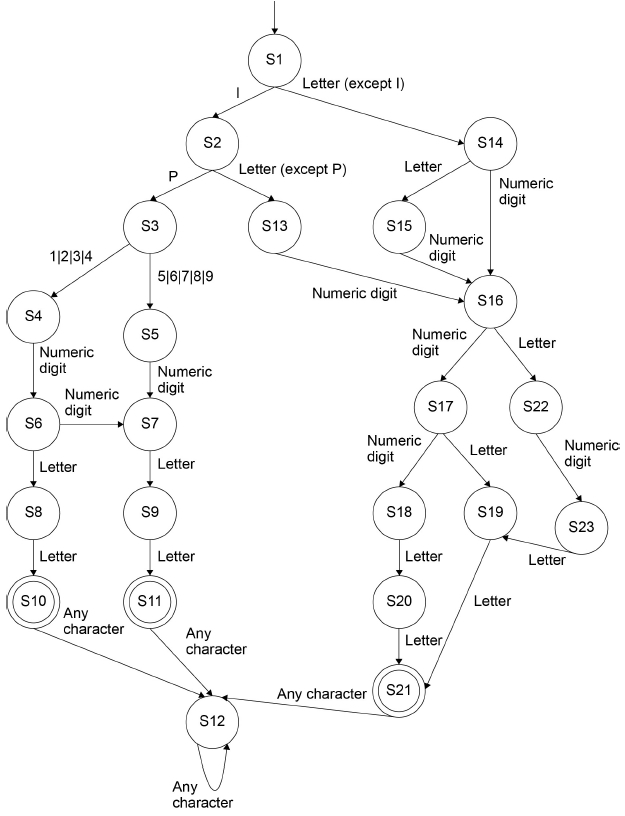 S1
I
Letter (except I)
S2
S14
P
Letter (except P)
Letter
Numeric
digit
S3
S13
S15
1|2|3|4
5|6|7|8|9
Numeric
digit
Numeric digit
S16
S4
S5
Numeric
digit
Letter
Numeric
digit
Numeric
digit
Numeric
digit
S6
S7
S17
S22
Letter
Letter
Numeric
digit
Letter
Numeric
digit
S8
S9
S18
S19
S23
Letter
Letter
Letter
Letter
S10
S11
S20
Letter
Any
character
Any
character
Letter
S21
Any character
S12
Any
character